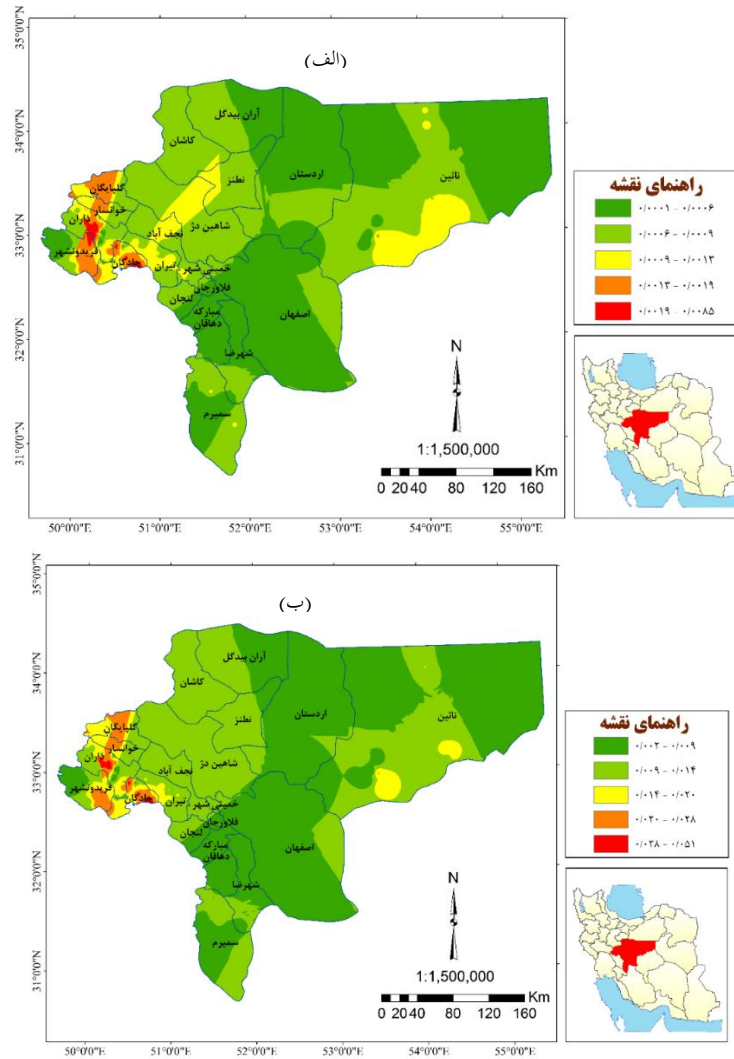 (الف)
35°0'0"N
34°0'0"N
33°0'0"N
32°0'0"N
31°0'0"N
آران بیدگل
کاشان
نطنز
اردستان
نائین
گلپایگان
خوانسار
داران
فریدونشهر
چادگان
نجف آباد
شاهین دژ
تیران
خمینی شهر
فلاورجان
لنجان
مبارکه
دهاقان
شهرضا
اصفهان
سمیرم
N
1:1,500,000
Km
0 20 40 80 120 160
50°0'0"E 51°0'0"E 52°0'0"E 53°0'0"E 54°0'0"E 55°0'0"E
راهنمای نقشه
۰/۰۰۰۱ - ۰/۰۰۰۶
۰/۰۰۰۶ - ۰/۰۰۰۹
۰/۰۰۰۹ - ۰/۰۰۱۳
۰/۰۰۱۳ - ۰/۰۰۱۹
۰/۰۰۱۹ - ۰/۰۰۸۵
(ب)
35°0'0"N
34°0'0"N
33°0'0"N
32°0'0"N
31°0'0"N
آران بیدگل
کاشان
نطنز
اردستان
نائین
گلپایگان
خوانسار
داران
فریدونشهر
چادگان
نجف آباد
شاهین دژ
تیران
خمینی شهر
فلاورجان
لنجان
مبارکه
دهاقان
شهرضا
اصفهان
سمیرم
N
1:1,500,000
Km
0 20 40 80 120 160
50°0'0"E 51°0'0"E 52°0'0"E 53°0'0"E 54°0'0"E 55°0'0"E
راهنمای نقشه
۰/۰۰۲ - ۰/۰۰۹
۰/۰۰۹ - ۰/۰۱۴
۰/۰۱۴ - ۰/۰۲۰
۰/۰۲۰ - ۰/۰۲۸
۰/۰۲۸ - ۰/۰۵۱